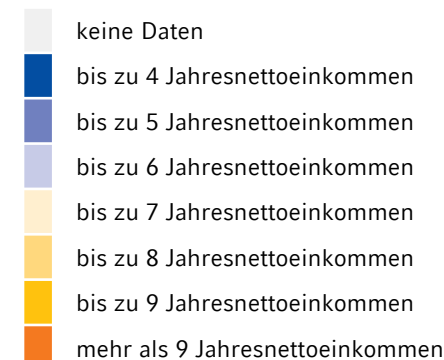 keine Daten
bis zu 4 Jahresnettoeinkommen
bis zu 5 Jahresnettoeinkommen
bis zu 6 Jahresnettoeinkommen
bis zu 7 Jahresnettoeinkommen
bis zu 8 Jahresnettoeinkommen
bis zu 9 Jahresnettoeinkommen
mehr als 9 Jahresnettoeinkommen